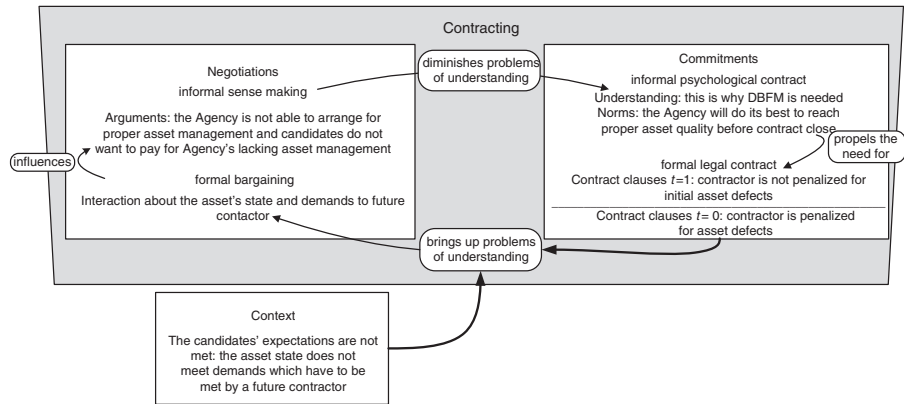 Contracting
Negotiations
informal sense making
Arguments: the Agency is not able to arrange for
proper asset management and candidates do not
want to pay for Agency's lacking asset management
influences
formal bargaining
Interaction about the asset's state and demands to future
contactor
diminishes problems
of understanding
Commitments
informal psychological contract
Understanding: this is why DBFM is needed
Norms: the Agency will do its best to reach
proper asset quality before contract close
propels the
need for
formal legal contract
Contract clauses t=1: contractor is not penalized for
initial asset defects
Contract clauses t= 0: contractor is penalized
for asset defects
brings up problems
of understanding
Context
The candidates' expectations are not
met: the asset state does not
meet demands which have to be
met by a future contractor